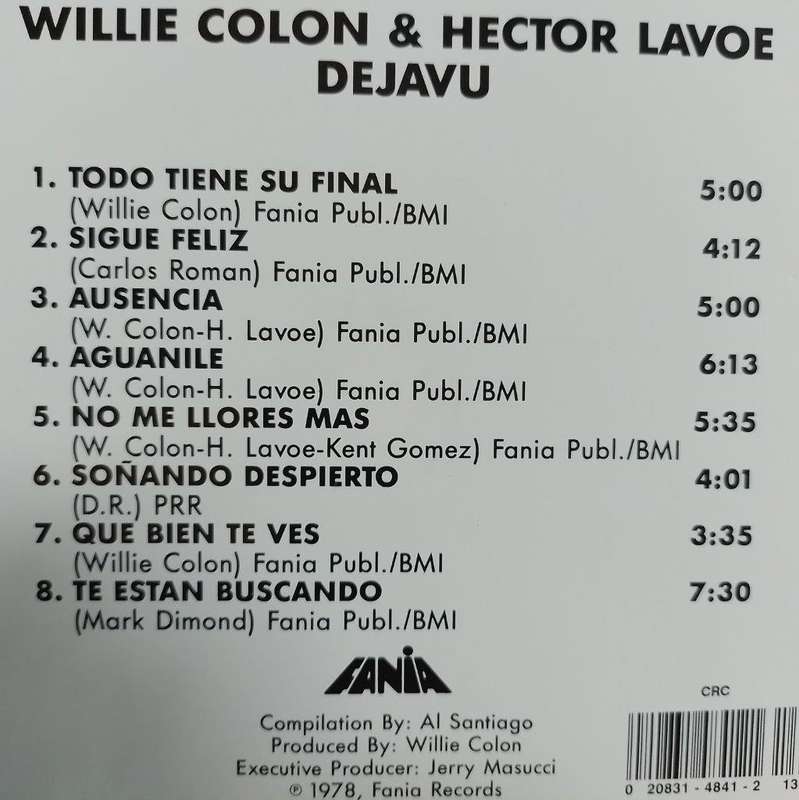 WILLIE COLON & HECTOR LAVOE
DEJAVU
1. TODO TIENE SU FINAL 5:00
(Willie Colon) Fania Publ./BMI
2. SIGUE FELIZ 4:12
(Carlos Roman) Fania Publ./BMI
3. AUSENCIA 5:00
(W. Colon-H. Lavoe) Fania Publ./BMI
4. AGUANILE 6:13
(W. Colon-H. Lavoe) Fania Publ./BMI
5. NO ME LLORES MAS 5:35
(W. Colon-H. Lavoe-Kent Gomez) Fania Publ./BMI
6. SOÑANDO DESPIERTO 4:01
(D.R.) PRR
7. QUE BIEN TE VES 3:35
(Willie Colon) Fania Publ./BMI
8. TE ESTAN BUSCANDO 7:30
(Mark Dimond) Fania Publ./BMI
FANIA
CRC
Compilation By: Al Santiago
Produced By: Willie Colon
Executive Producer: Jerry Masucci
℗ 1978, Fania Records
0 20831-4841-2 13